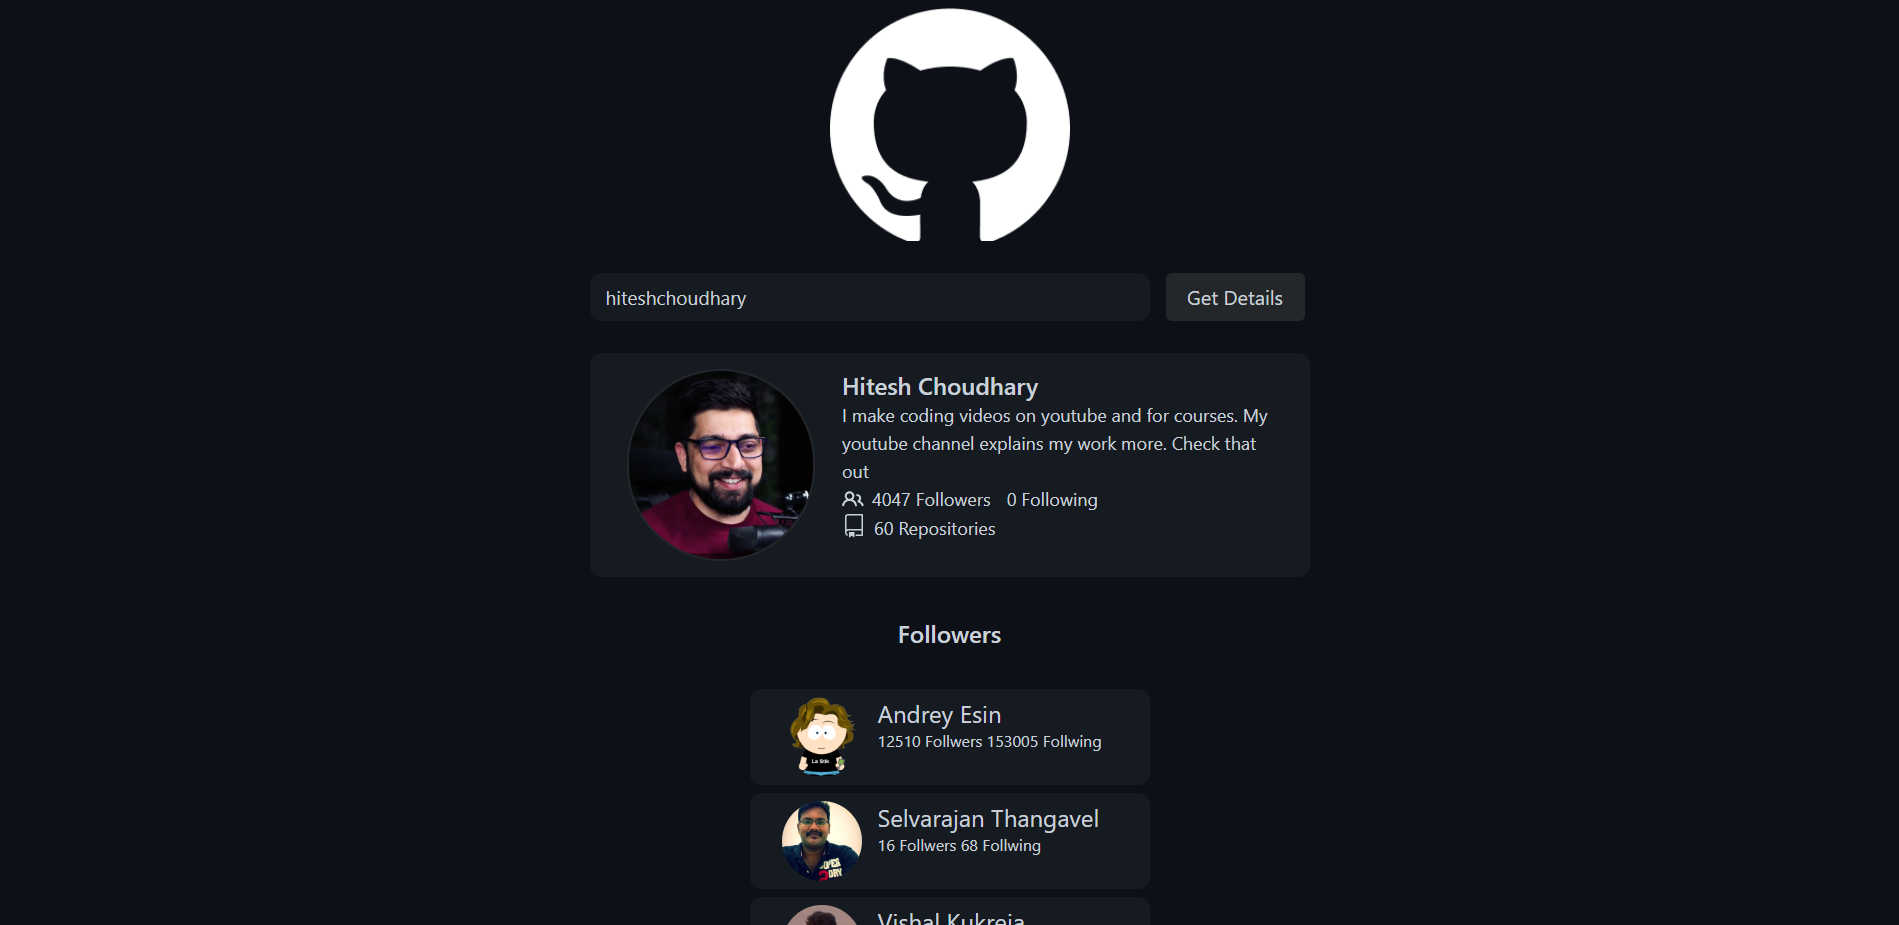 hiteshchoudhary
Get Details
Hitesh Choudhary
I make coding videos on youtube and for courses. My
youtube channel explains my work more. Check that
out
4047 Followers 0 Following
60 Repositories
Followers
La Stik
Andrey Esin
12510 Follwers 153005 Follwing
Selvarajan Thangavel
16 Follwers 68 Follwing
Vishal Kukreja